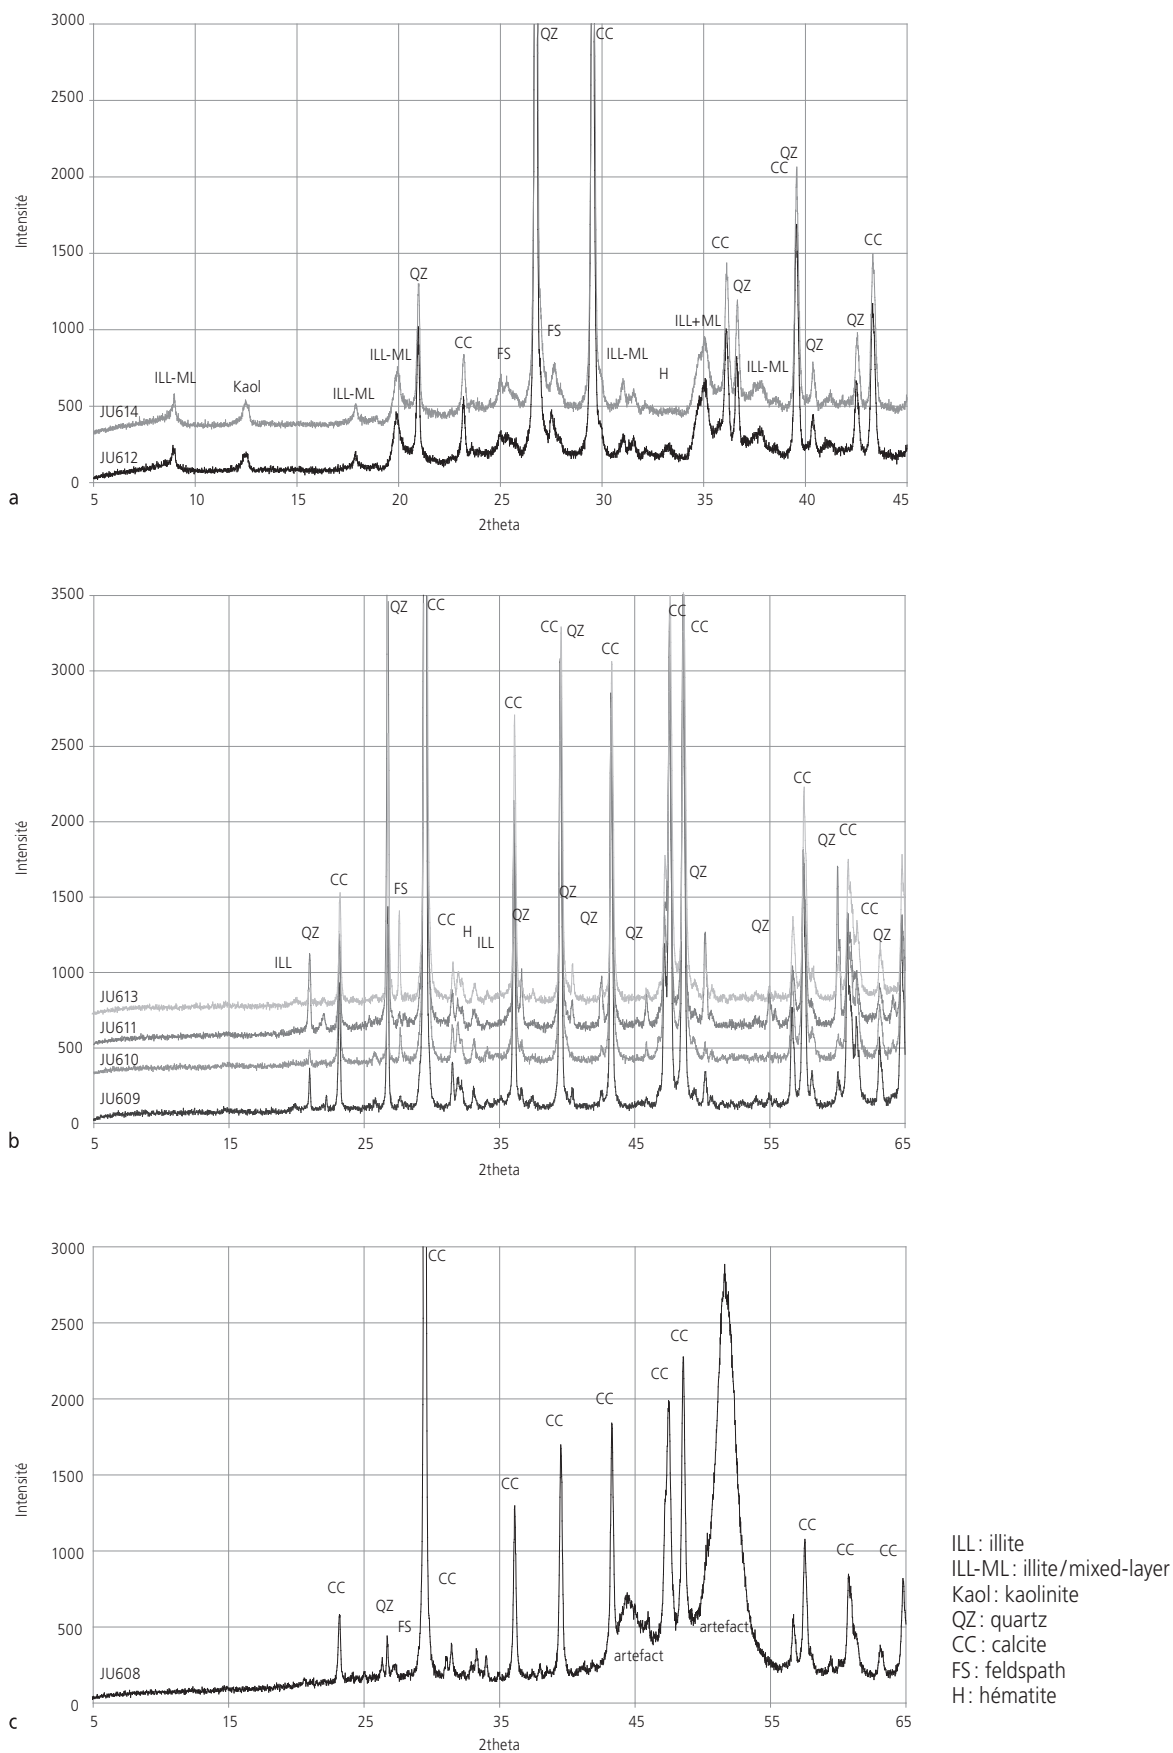 3000
QZ
CC
2500
QZ
2000
CC
Intensité
1500
CC
CC
QZ
QZ
1000
ILL+ML
QZ
CC
FS
QZ
ILL-ML
FS
ILL-ML
ILL-ML
ILL-ML
Kaol
H
ILL-ML
500
JU614
JU612
0
5 10 15 20 25 30 35 40 45
a
2theta
3500
QZ
CC
CC
CC
CC QZ
3000
CC
CC
2500
CC
2000
Intensité
QZ CC
1500
CC
FS
QZ
QZ
CC
QZ
QZ
CC
QZ
H
QZ
QZ
QZ
ILL
ILL
QZ
1000
JU613
JU611
500
JU610
JU609
0
5 15 25 35 45 55 65
b
2theta
3000
CC
2500
CC
2000
CC
CC
CC
Intensité
1500
CC
CC
CC
CC
1000
CC
CC
QZ
500
FS
artefact
artefact
JU608
0
5 15 25 35 45 55 65
c
2theta
ILL : illite
ILL-ML : illite/mixed-layer
Kaol : kaolinite
QZ : quartz
CC : calcite
FS : feldspath
H : hématite